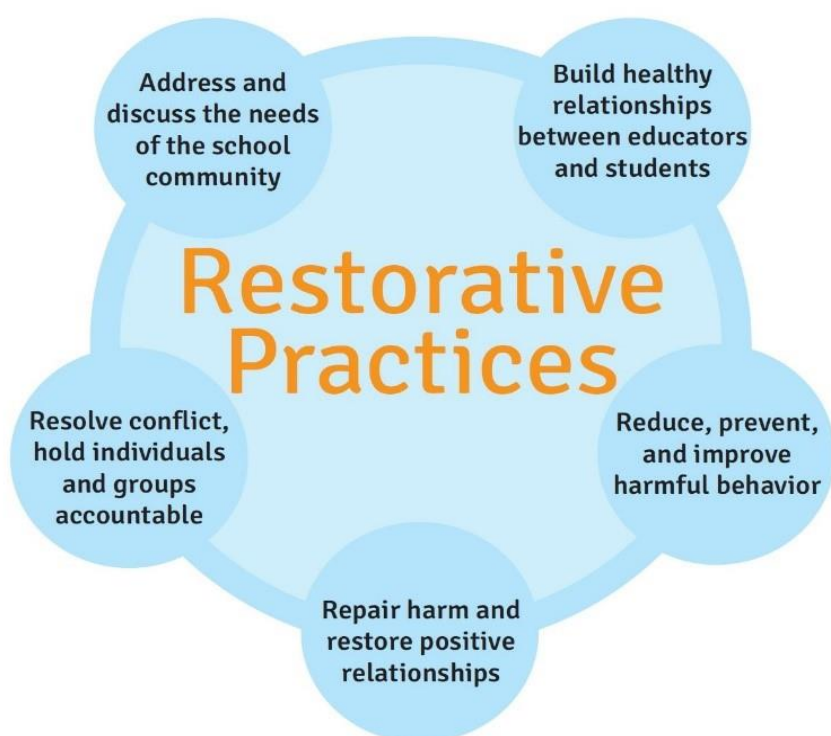 Address and
discuss the needs
of the school
community
Build healthy
relationships
between educators
and students
Restorative
Practices
Resolve conflict,
hold individuals
and groups
accountable
Reduce, prevent,
and improve
harmful behavior
Repair harm and
restore positive
relationships